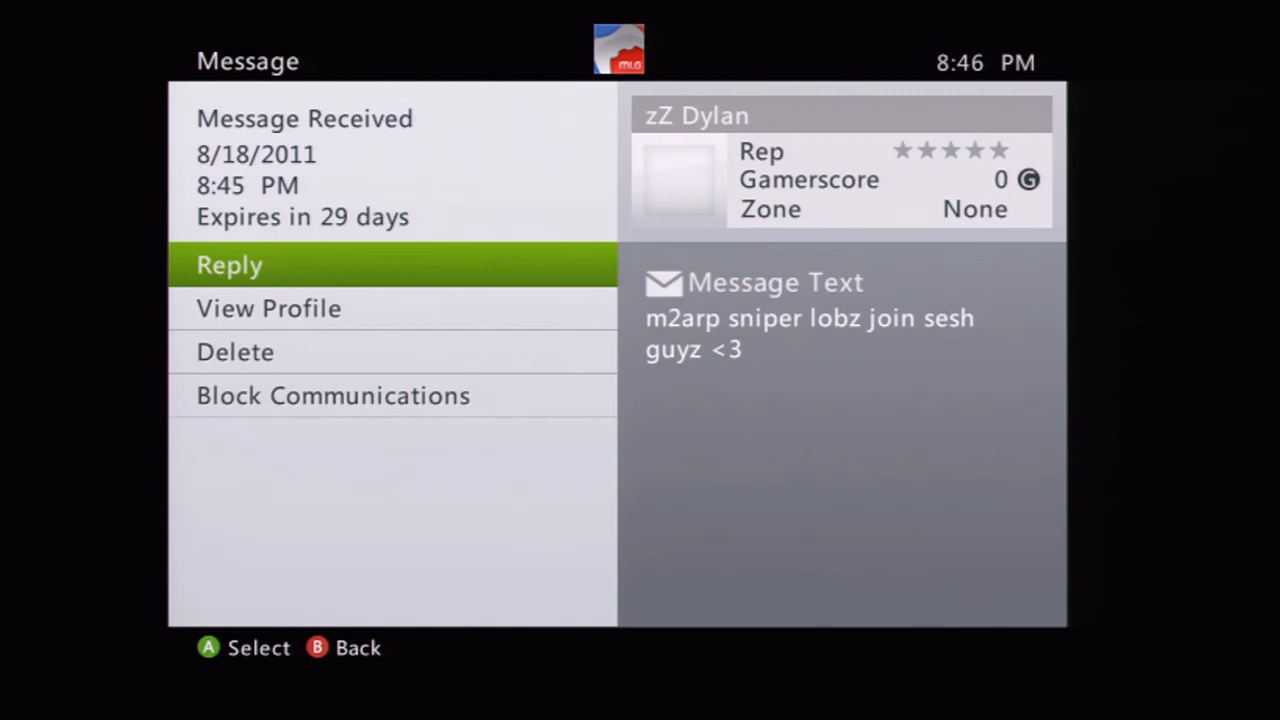 Message
mLG
8:46 PM
Message Received
8/18/2011
8:45 PM
Expires in 29 days
Reply
View Profile
Delete
Block Communications
zZ Dylan
Rep
Gamerscore 0 G
Zone None
Message Text
m2arp sniper lobz join sesh
guyz <3
A Select B Back